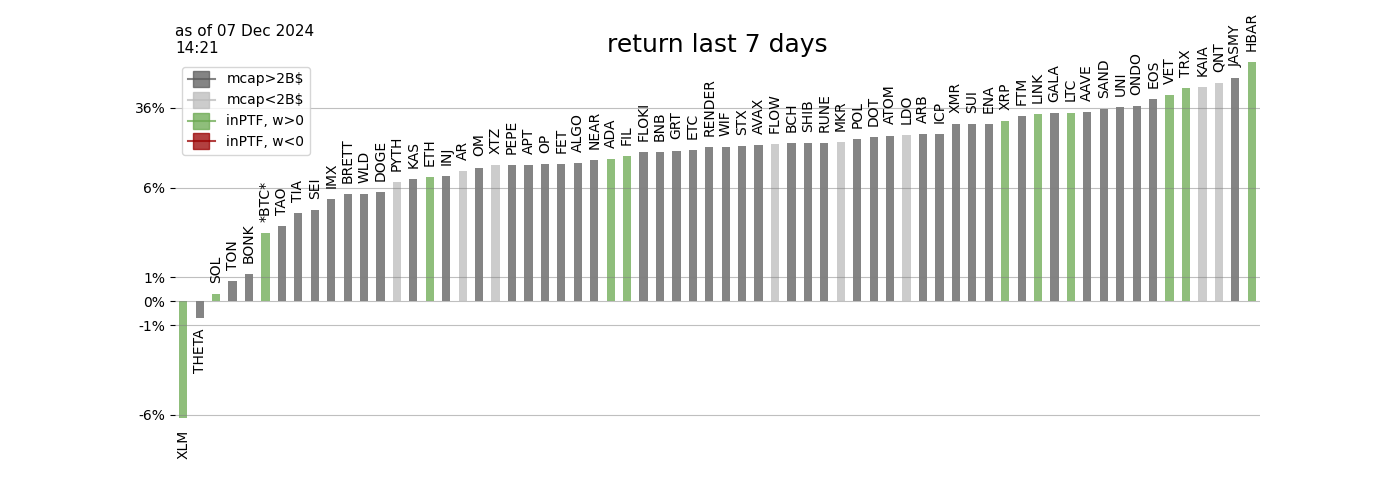 as of 07 Dec 2024
14:21
return last 7 days
mcap>2B$
mcap<2B$
inPTF, w>0
inPTF, w<0
36%
6%
1%
0%
-1%
-6%
XLM
THETA
SOL
TON
BONK
*BTC*
TAO
TIA
SEI
IMX
BRETT
WLD
DOGE
PYTH
KAS
ETH
INJ
AR
OM
XTZ
PEPE
APT
OP
FET
ALGO
NEAR
ADA
FIL
FLOKI
BNB
GRT
ETC
RENDER
WIF
STX
AVAX
FLOW
BCH
SHIB
RUNE
MKR
POL
DOT
ATOM
LDO
ARB
ICP
XMR
SUI
ENA
XRP
FTM
LINK
GALA
LTC
AAVE
SAND
UNI
ONDO
EOS
VET
TRX
KAIA
QNT
JASMY
HBAR